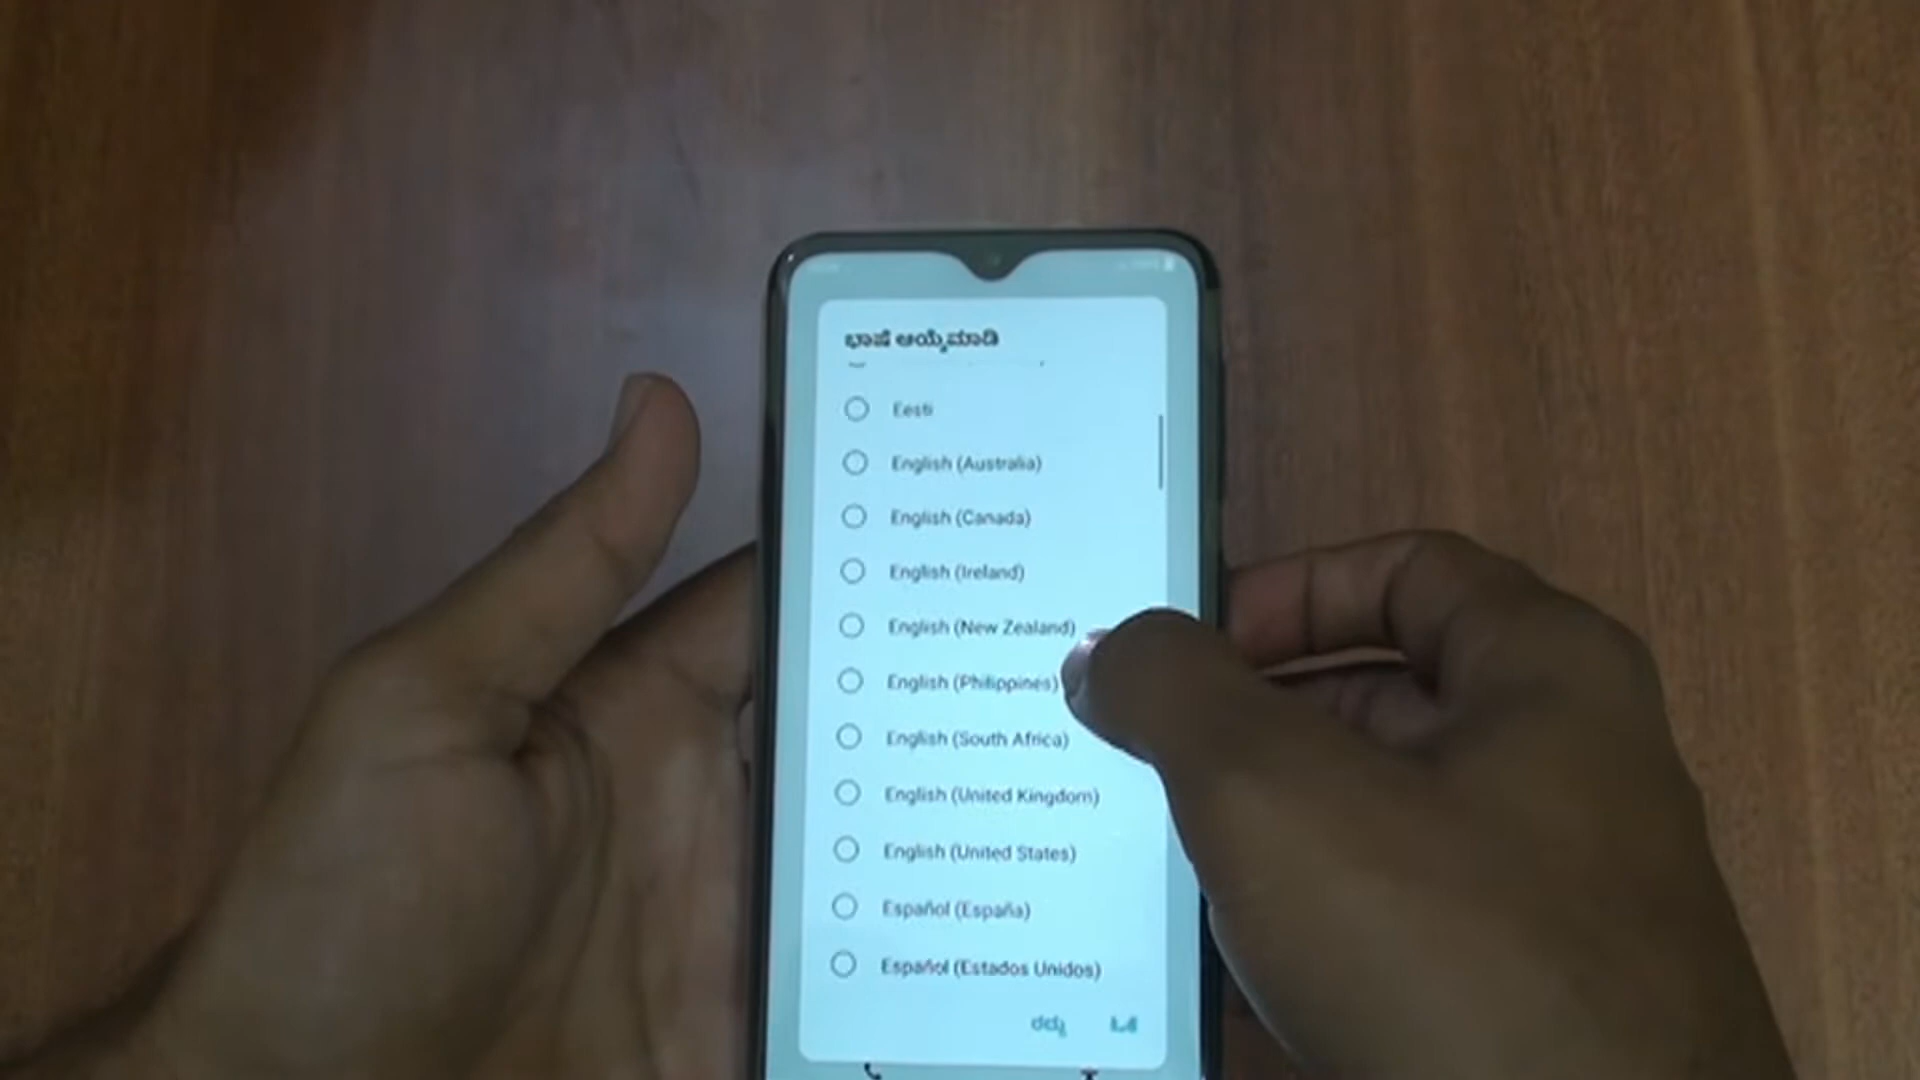 ಭಾಷೆ ಆಯ್ಕೆಮಾಡಿ
Eesti
English (Australia)
English (Canada)
English (Ireland)
English (New Zealand)
English (Philippines)
English (South Africa)
English (United Kingdom)
English (United States)
Español (España)
Español (Estados Unidos)
ರದ್ದು